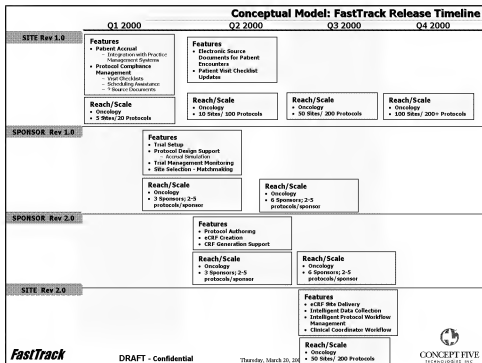 Conceptual Model: FastTrack Release Timeline
Q1 2000 Q2 2000 Q3 2000 Q4 2000
SITE Rev 1.0
Features
• Patient Accrual
– Integration with Practice
Management Systems
• Protocol Compliance
Management
– Visit Checklists
– Scheduling Assistance
– ? Source Documents
Features
• Electronic Source
Documents for Patient
Encounters
• Patient Visit Checklist
Updates
Reach/Scale
• Oncology
• 5 Sites/ 20 Protocols
Reach/Scale
• Oncology
• 10 Sites/ 100 Protocols
Reach/Scale
• Oncology
• 50 Sites/ 200 Protocols
Reach/Scale
• Oncology
• 100 Sites/ 200+ Protocols
SPONSOR Rev 1.0
Features
• Trial Setup
• Protocol Design Support
– Accrual Simulation
• Trial Management Monitoring
• Site Selection - Matchmaking
Reach/Scale
• Oncology
• 3 Sponsors; 2-5
protocols/sponsor
Reach/Scale
• Oncology
• 6 Sponsors; 2-5
protocols/sponsor
SPONSOR Rev 2.0
Features
• Protocol Authoring
• eCRF Creation
• CRF Generation Support
Reach/Scale
• Oncology
• 3 Sponsors; 2-5
protocols/sponsor
Reach/Scale
• Oncology
• 6 Sponsors; 2-5
protocols/sponsor
SITE Rev 2.0
Features
• eCRF Site Delivery
• Intelligent Data Collection
• Intelligent Protocol Workflow
Management
• Clinical Coordinator Workflow
Reach/Scale
• Oncology
• 50 Sites/ 200 Protocols
FastTrack
DRAFT - Confidential
Thursday, March 20, 200
CONCEPT FIVE
TECHNOLOGIES INC